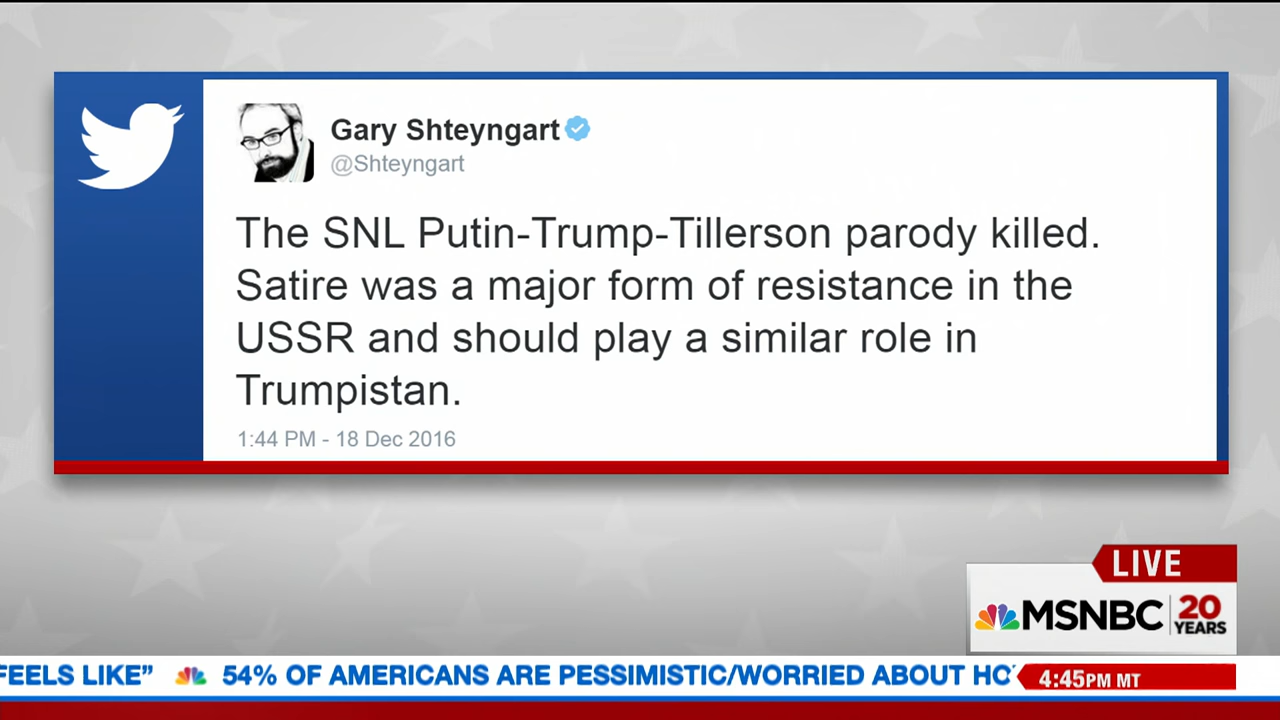 Gary Shteyngart
@Shteyngart
The SNL Putin-Trump-Tillerson parody killed.
Satire was a major form of resistance in the
USSR and should play a similar role in
Trumpistan.
1:44 PM - 18 Dec 2016
LIVE
MSNBC 20 YEARS
FEELS LIKE" 54% OF AMERICANS ARE PESSIMISTIC/WORRIED ABOUT
4:45PM MT